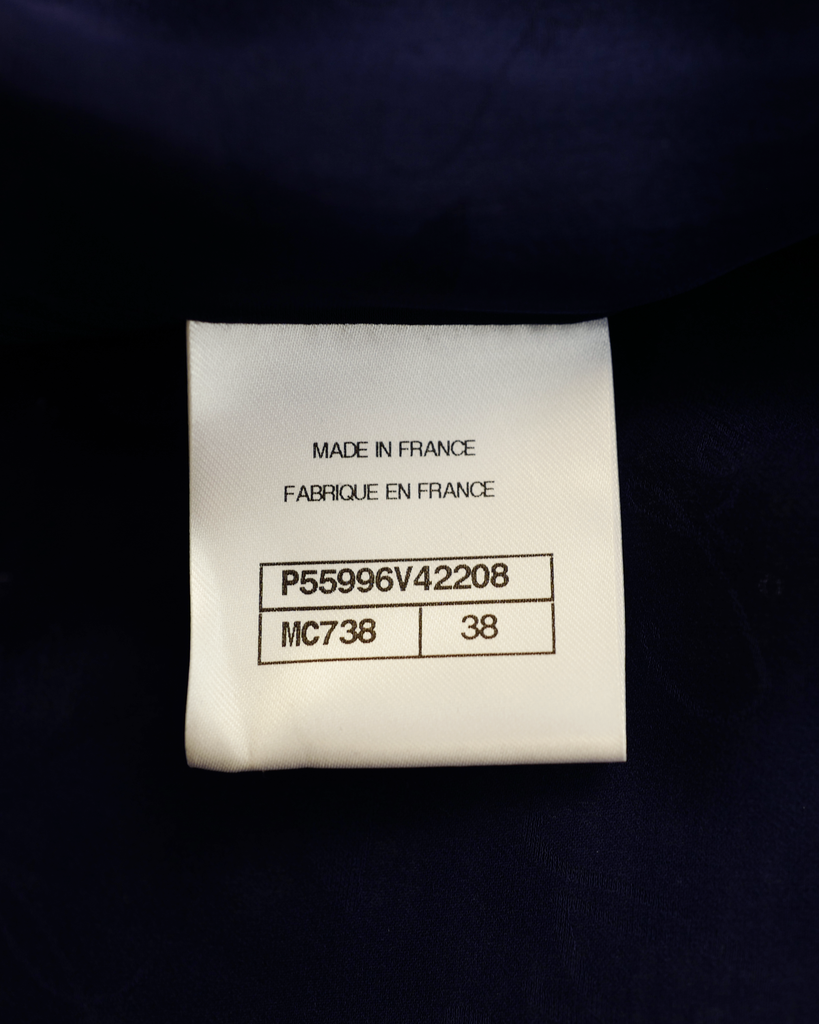 MADE IN FRANCE
FABRIQUE EN FRANCE
P55996V42208
MC738 38